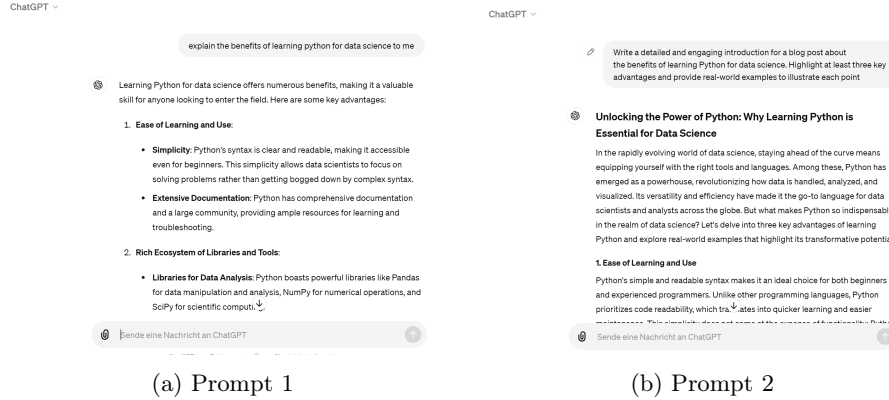 ChatGPT
explain the benefits of learning python for data science to me
Learning Python for data science offers numerous benefits, making it a valuable
skill for anyone looking to enter the field. Here are some key advantages:
1. Ease of Learning and Use:
• Simplicity: Python's syntax is clear and readable, making it accessible
even for beginners. This simplicity allows data scientists to focus on
solving problems rather than getting bogged down by complex syntax.
• Extensive Documentation: Python has comprehensive documentation
and a large community, providing ample resources for learning and
troubleshooting.
2. Rich Ecosystem of Libraries and Tools:
• Libraries for Data Analysis: Python boasts powerful libraries like Pandas
for data manipulation and analysis, NumPy for numerical operations, and
SciPy for scientific
Sende eine Nachricht an ChatGPT
(a) Prompt 1
ChatGPT
Write a detailed and engaging introduction for a blog post about
the benefits of learning Python for data science. Highlight at least three key
advantages and provide real-world examples to illustrate each point
Unlocking the Power of Python: Why Learning Python is
Essential for Data Science
In the rapidly evolving world of data science, staying ahead of the curve means
equipping yourself with the right tools and languages. Among these, Python has
emerged as a powerhouse, revolutionizing how data is handled, analyzed, and
visualized. Its versatility and efficiency have made it the go-to language for data
scientists and analysts across the globe. But what makes Python so
in the realm of data science? Let's delve into three key advantages of learning
Python and explore real-world examples that highlight its transformative
1. Ease of Learning and Use
Python's simple and readable syntax makes it an ideal choice for both beginners
and experienced programmers. Unlike other programming languages, Python
prioritizes code readability, which into quicker learning and easier
Sende eine Nachricht an ChatGPT
(b) Prompt 2